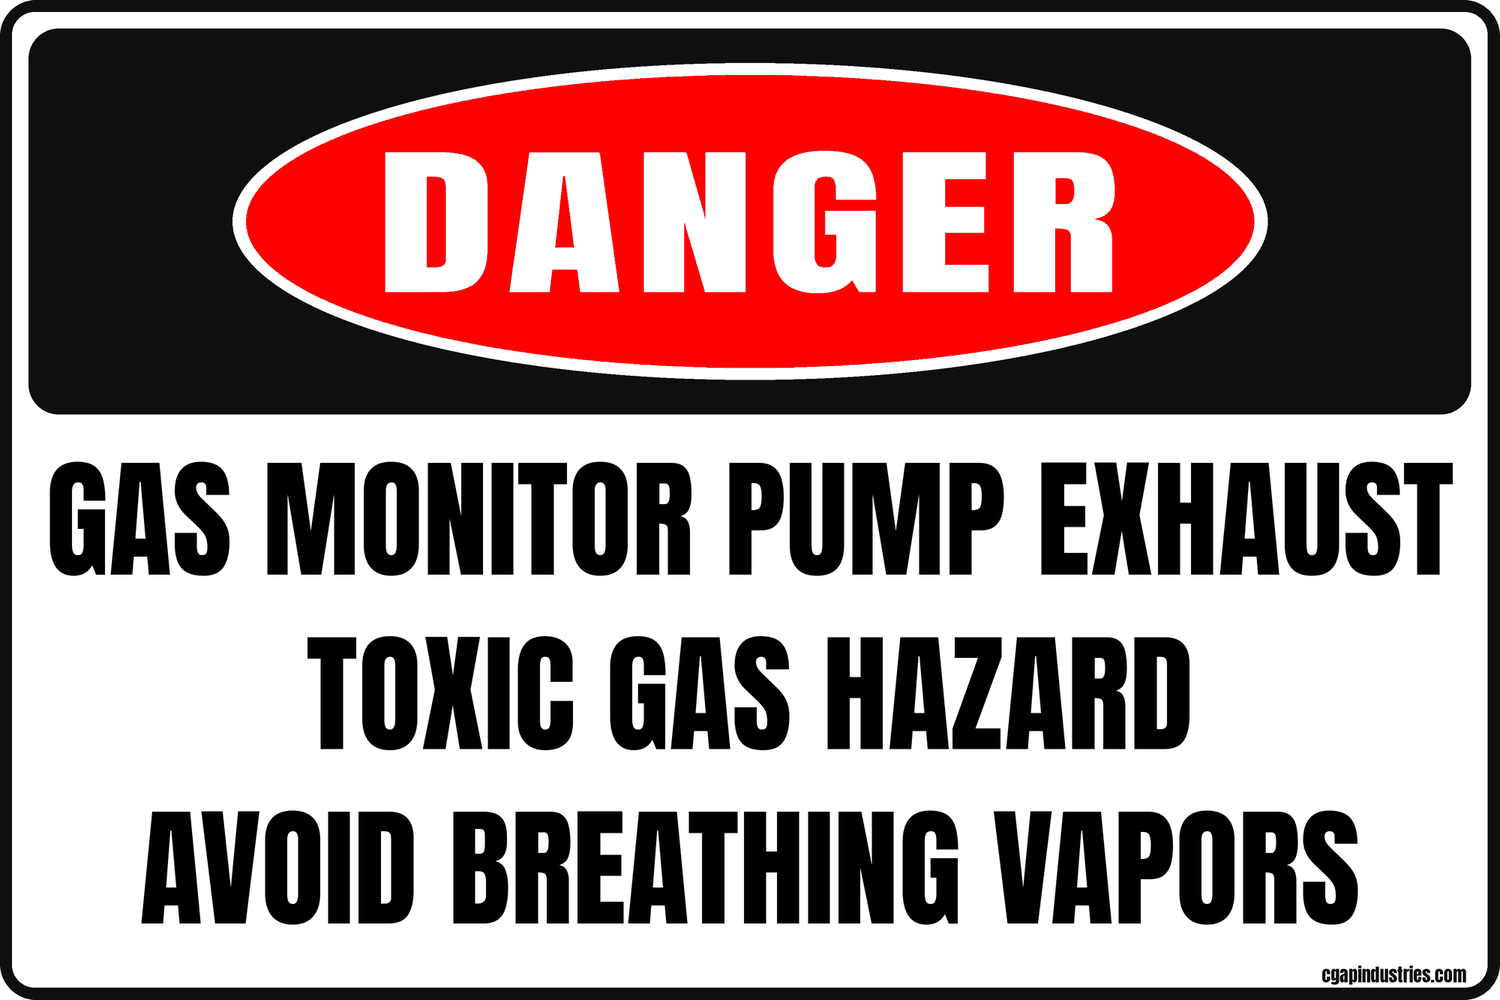 DANGER
GAS MONITOR PUMP EXHAUST
TOXIC GAS HAZARD
AVOID BREATHING VAPORS
cgapindustries.com